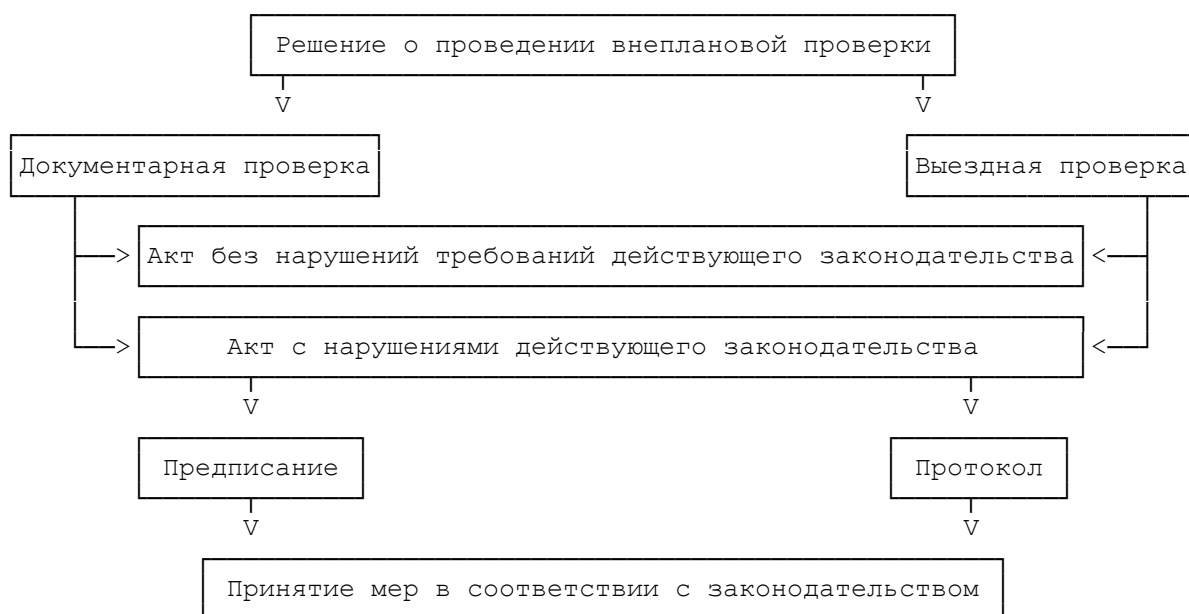 Решение о проведении внеплановой проверки
V V
Документарная проверка Выездная проверка
> Акт без нарушений требований действующего законодательства <
> Акт с нарушениями действующего законодательства <
V V
Предписание Протокол
V V
Принятие мер в соответствии с законодательством